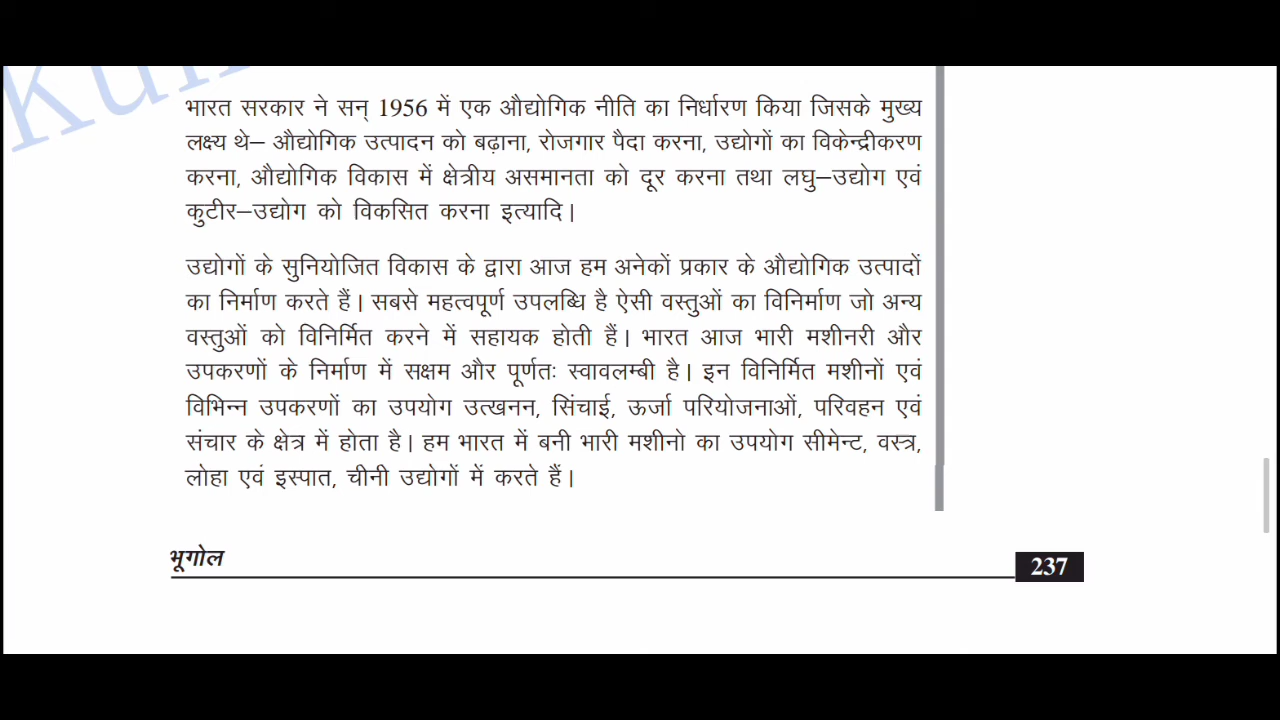 भारत सरकार ने सन् 1956 में एक औद्योगिक नीति का निर्धारण किया जिसके मुख्य
लक्ष्य थे– औद्योगिक उत्पादन को बढ़ाना, रोजगार पैदा करना, उद्योगों का विकेन्द्रीकरण
करना, औद्योगिक विकास में क्षेत्रीय असमानता को दूर करना तथा लघु–उद्योग एवं
कुटीर–उद्योग को विकसित करना इत्यादि।
उद्योगों के सुनियोजित विकास के द्वारा आज हम अनेकों प्रकार के औद्योगिक उत्पादों
का निर्माण करते हैं। सबसे महत्वपूर्ण उपलब्धि है ऐसी वस्तुओं का विनिर्माण जो अन्य
वस्तुओं को विनिर्मित करने में सहायक होती हैं। भारत आज भारी मशीनरी और
उपकरणों के निर्माण में सक्षम और पूर्णतः स्वावलम्बी है। इन विनिर्मित मशीनों एवं
विभिन्न उपकरणों का उपयोग उत्खनन, सिंचाई, ऊर्जा परियोजनाओं, परिवहन एवं
संचार के क्षेत्र में होता है। हम भारत में बनी भारी मशीनो का उपयोग सीमेन्ट, वस्त्र,
लोहा एवं इस्पात, चीनी उद्योगों में करते हैं।
भूगोल
237